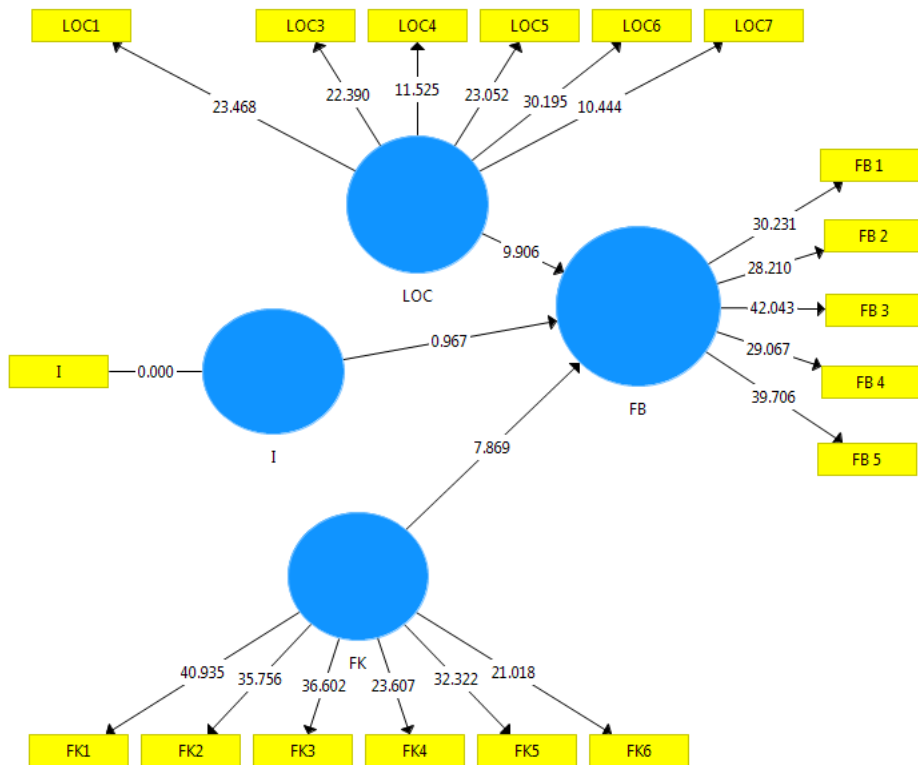 LOC1 LOC3 LOC4 LOC5 LOC6 LOC7
23.468 22.390 11.525 23.052 30.195 10.444
FB 1
30.231
9.906
FB 2
28.210
LOC
0.967
42.043
FB 3
I
0.000
29.067
FB 4
39.706
FB
I
7.869
FB 5
FK
40.935 35.756 36.602 23.607 32.322 21.018
FK1 FK2 FK3 FK4 FK5 FK6